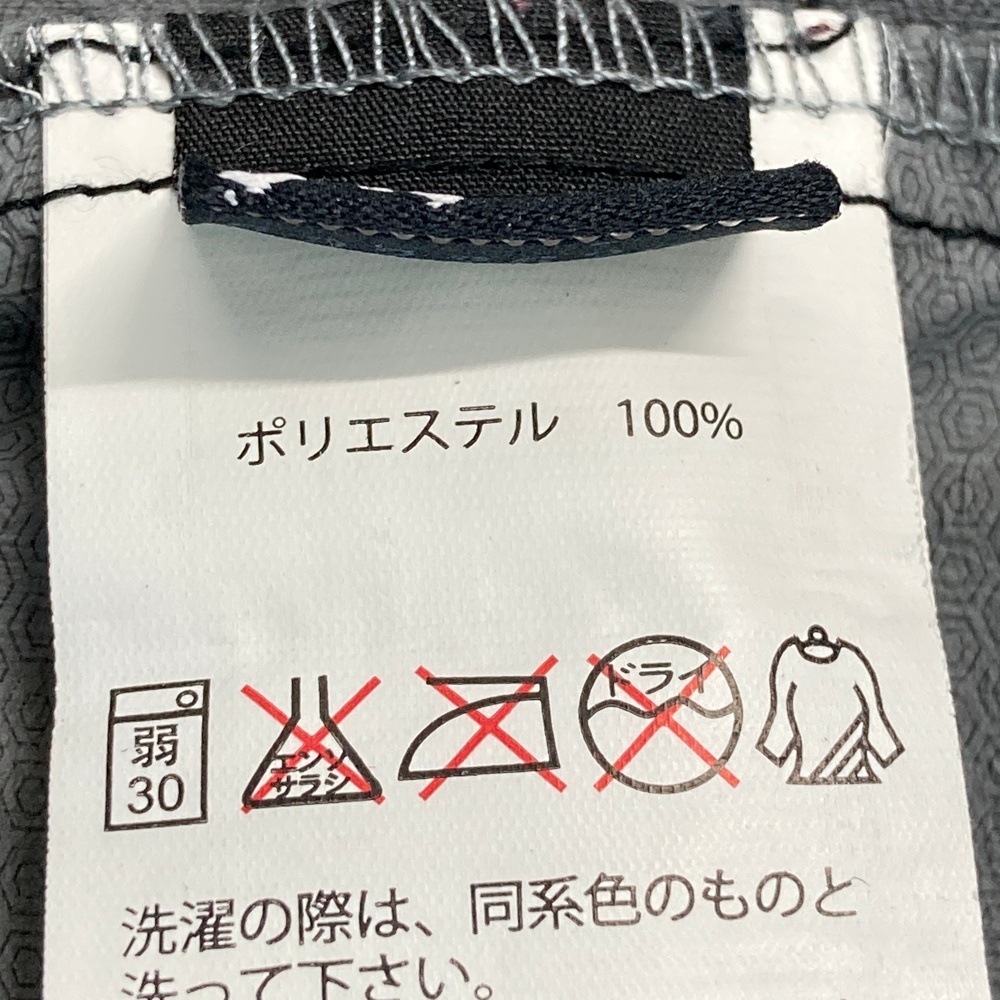 ポリエステル 100%
弱
30
エンソ
サラシ
ドライ
洗濯の際は、同系色のものと
洗って下さい。